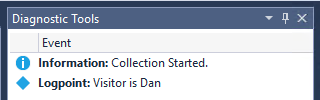 Diagnostic Tools
Event
Information: Collection Started.
Logpoint: Visitor is Dan